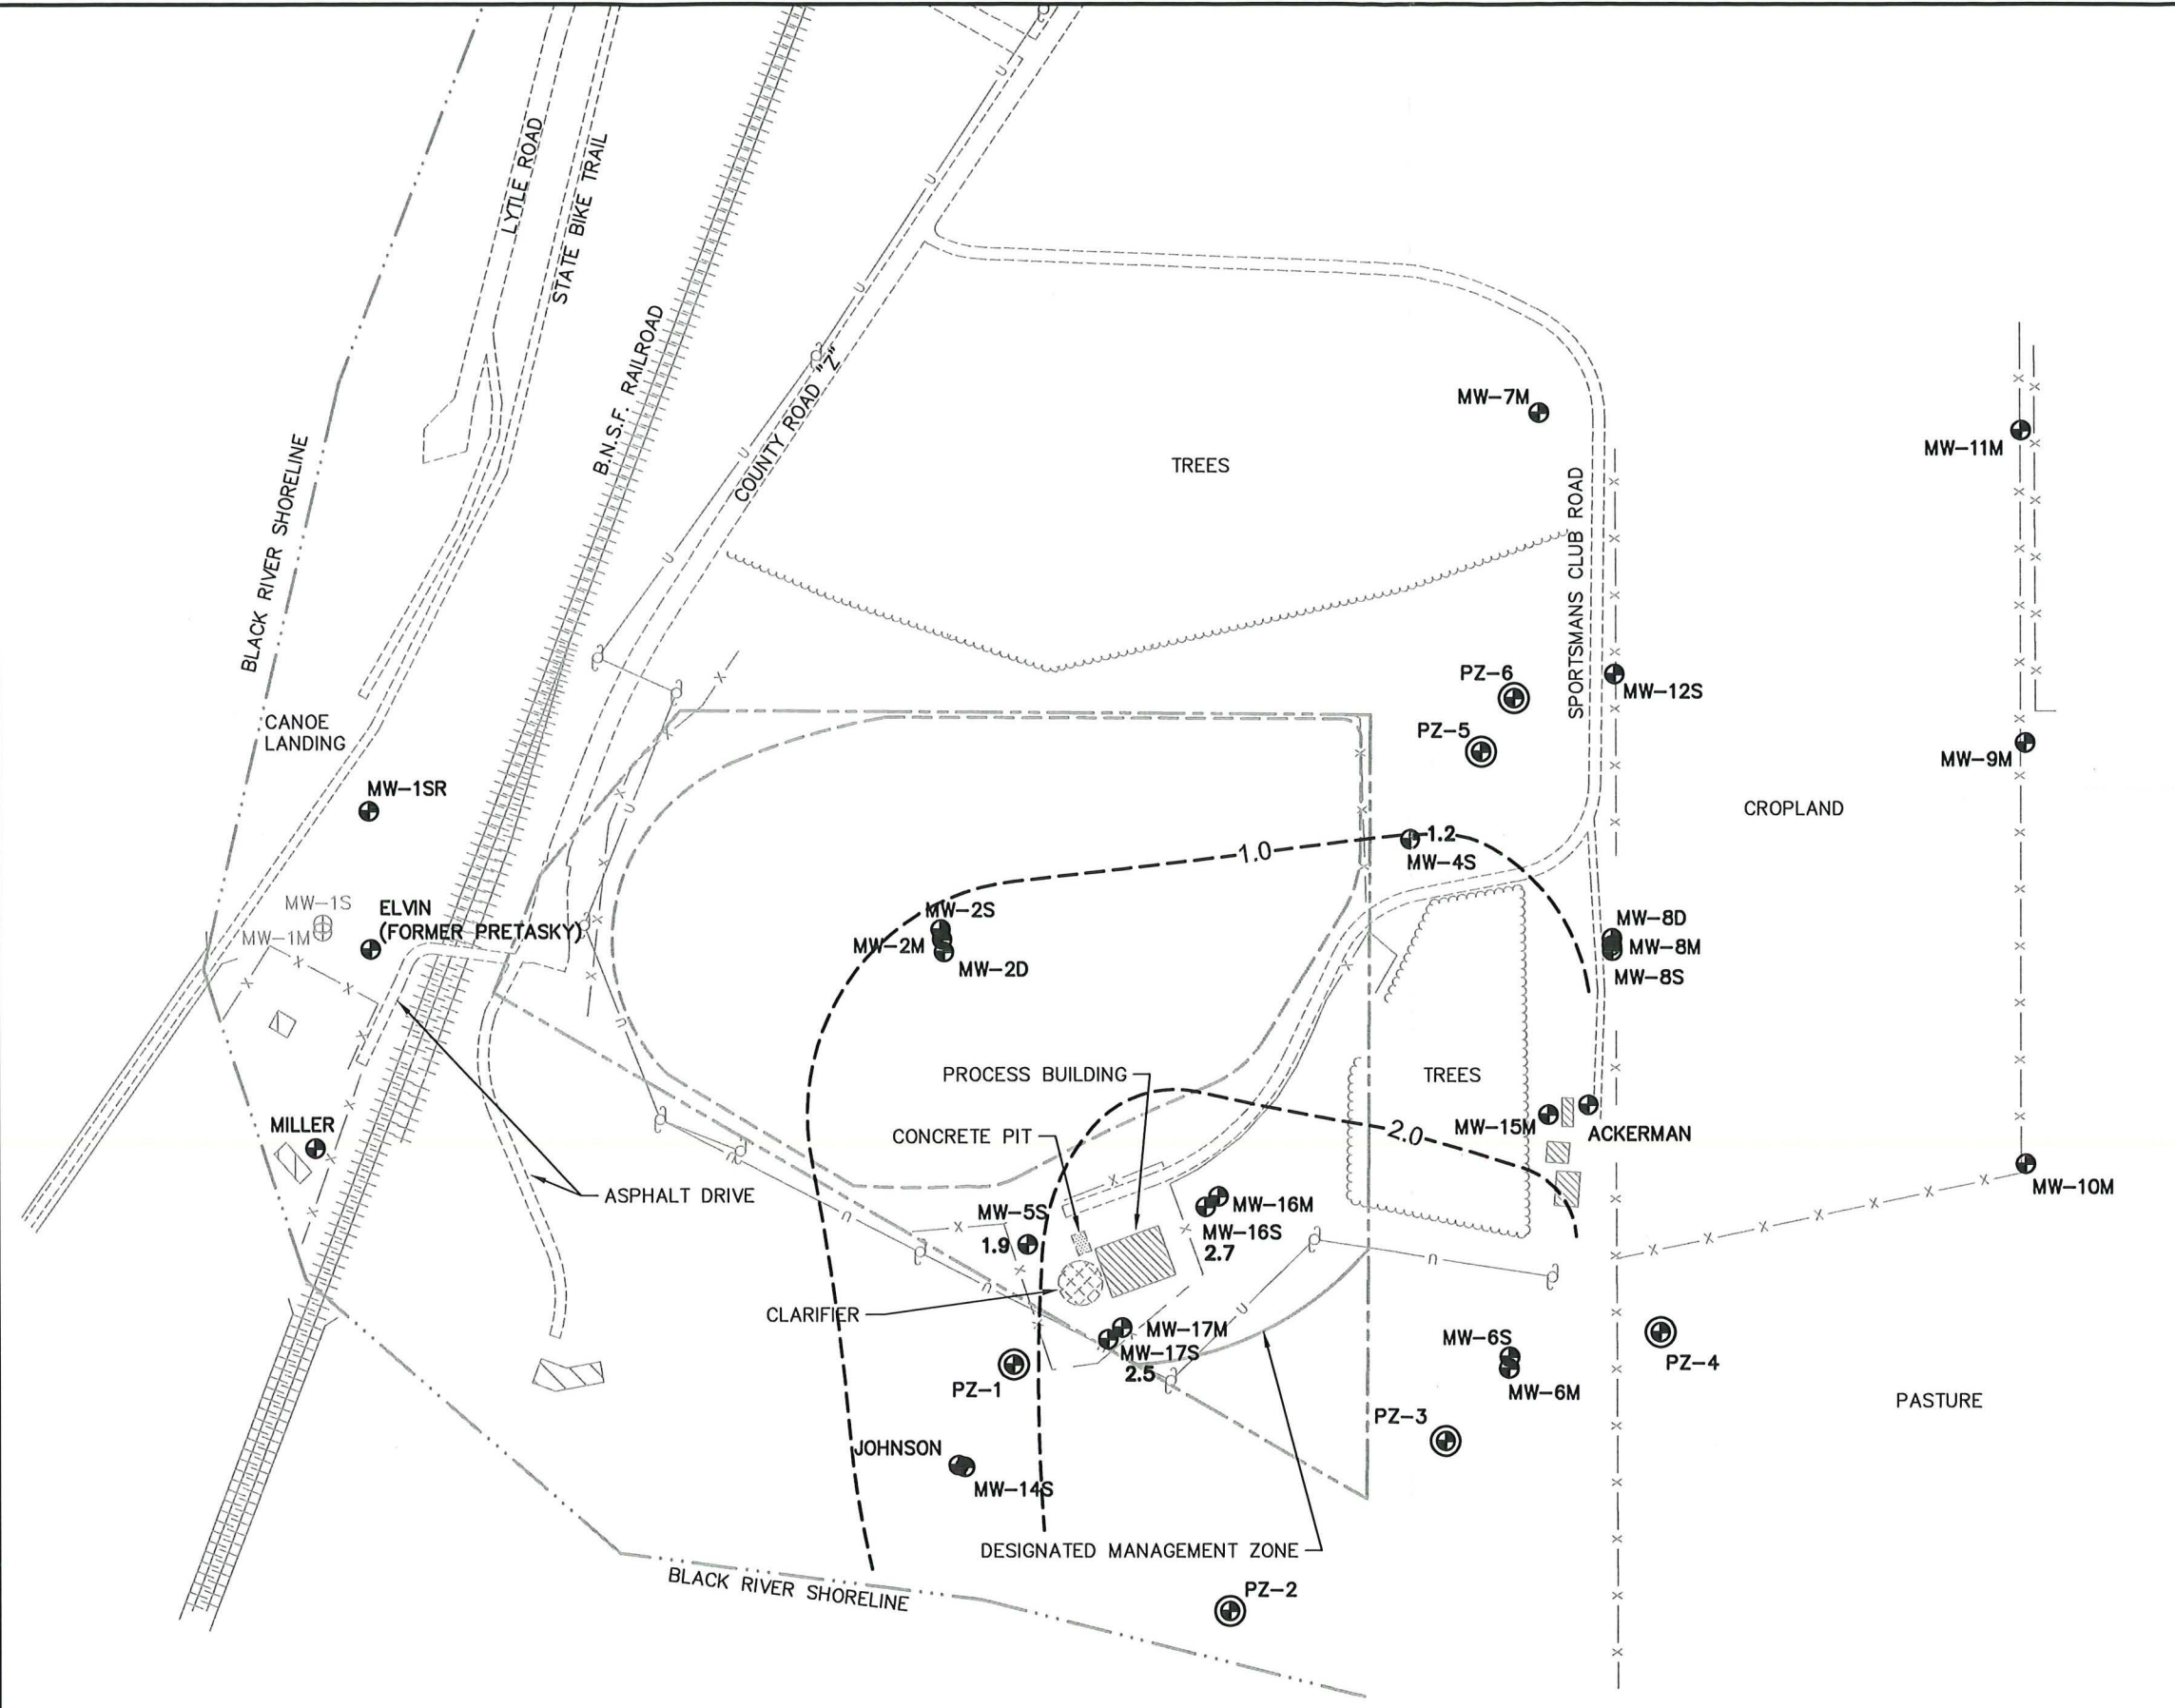 LYTLE ROAD
STATE BIKE TRAIL
B.N.S.F. RAILROAD
COUNTY ROAD "Z"
BLACK RIVER SHORELINE
TREES
MW-7M
MW-11M
SPORTSMANS CLUB ROAD
PZ-6
MW-12S
PZ-5
MW-9M
CANOE
LANDING
MW-1SR
CROPLAND
1.2
1.0
MW-4S
MW-1S
MW-1M
ELVIN
(FORMER PRETASKY)
MW-2S
MW-2M
MW-2D
MW-8D
MW-8M
MW-8S
PROCESS BUILDING
TREES
MILLER
CONCRETE PIT
2.0
MW-15M
ACKERMAN
MW-10M
ASPHALT DRIVE
MW-5S
1.9
MW-16M
MW-16S
2.7
CLARIFIER
MW-17M
MW-17S
2.5
MW-6S
MW-6M
PZ-4
PZ-1
PZ-3
PASTURE
JOHNSON
MW-14S
DESIGNATED MANAGEMENT ZONE
BLACK RIVER SHORELINE
PZ-2